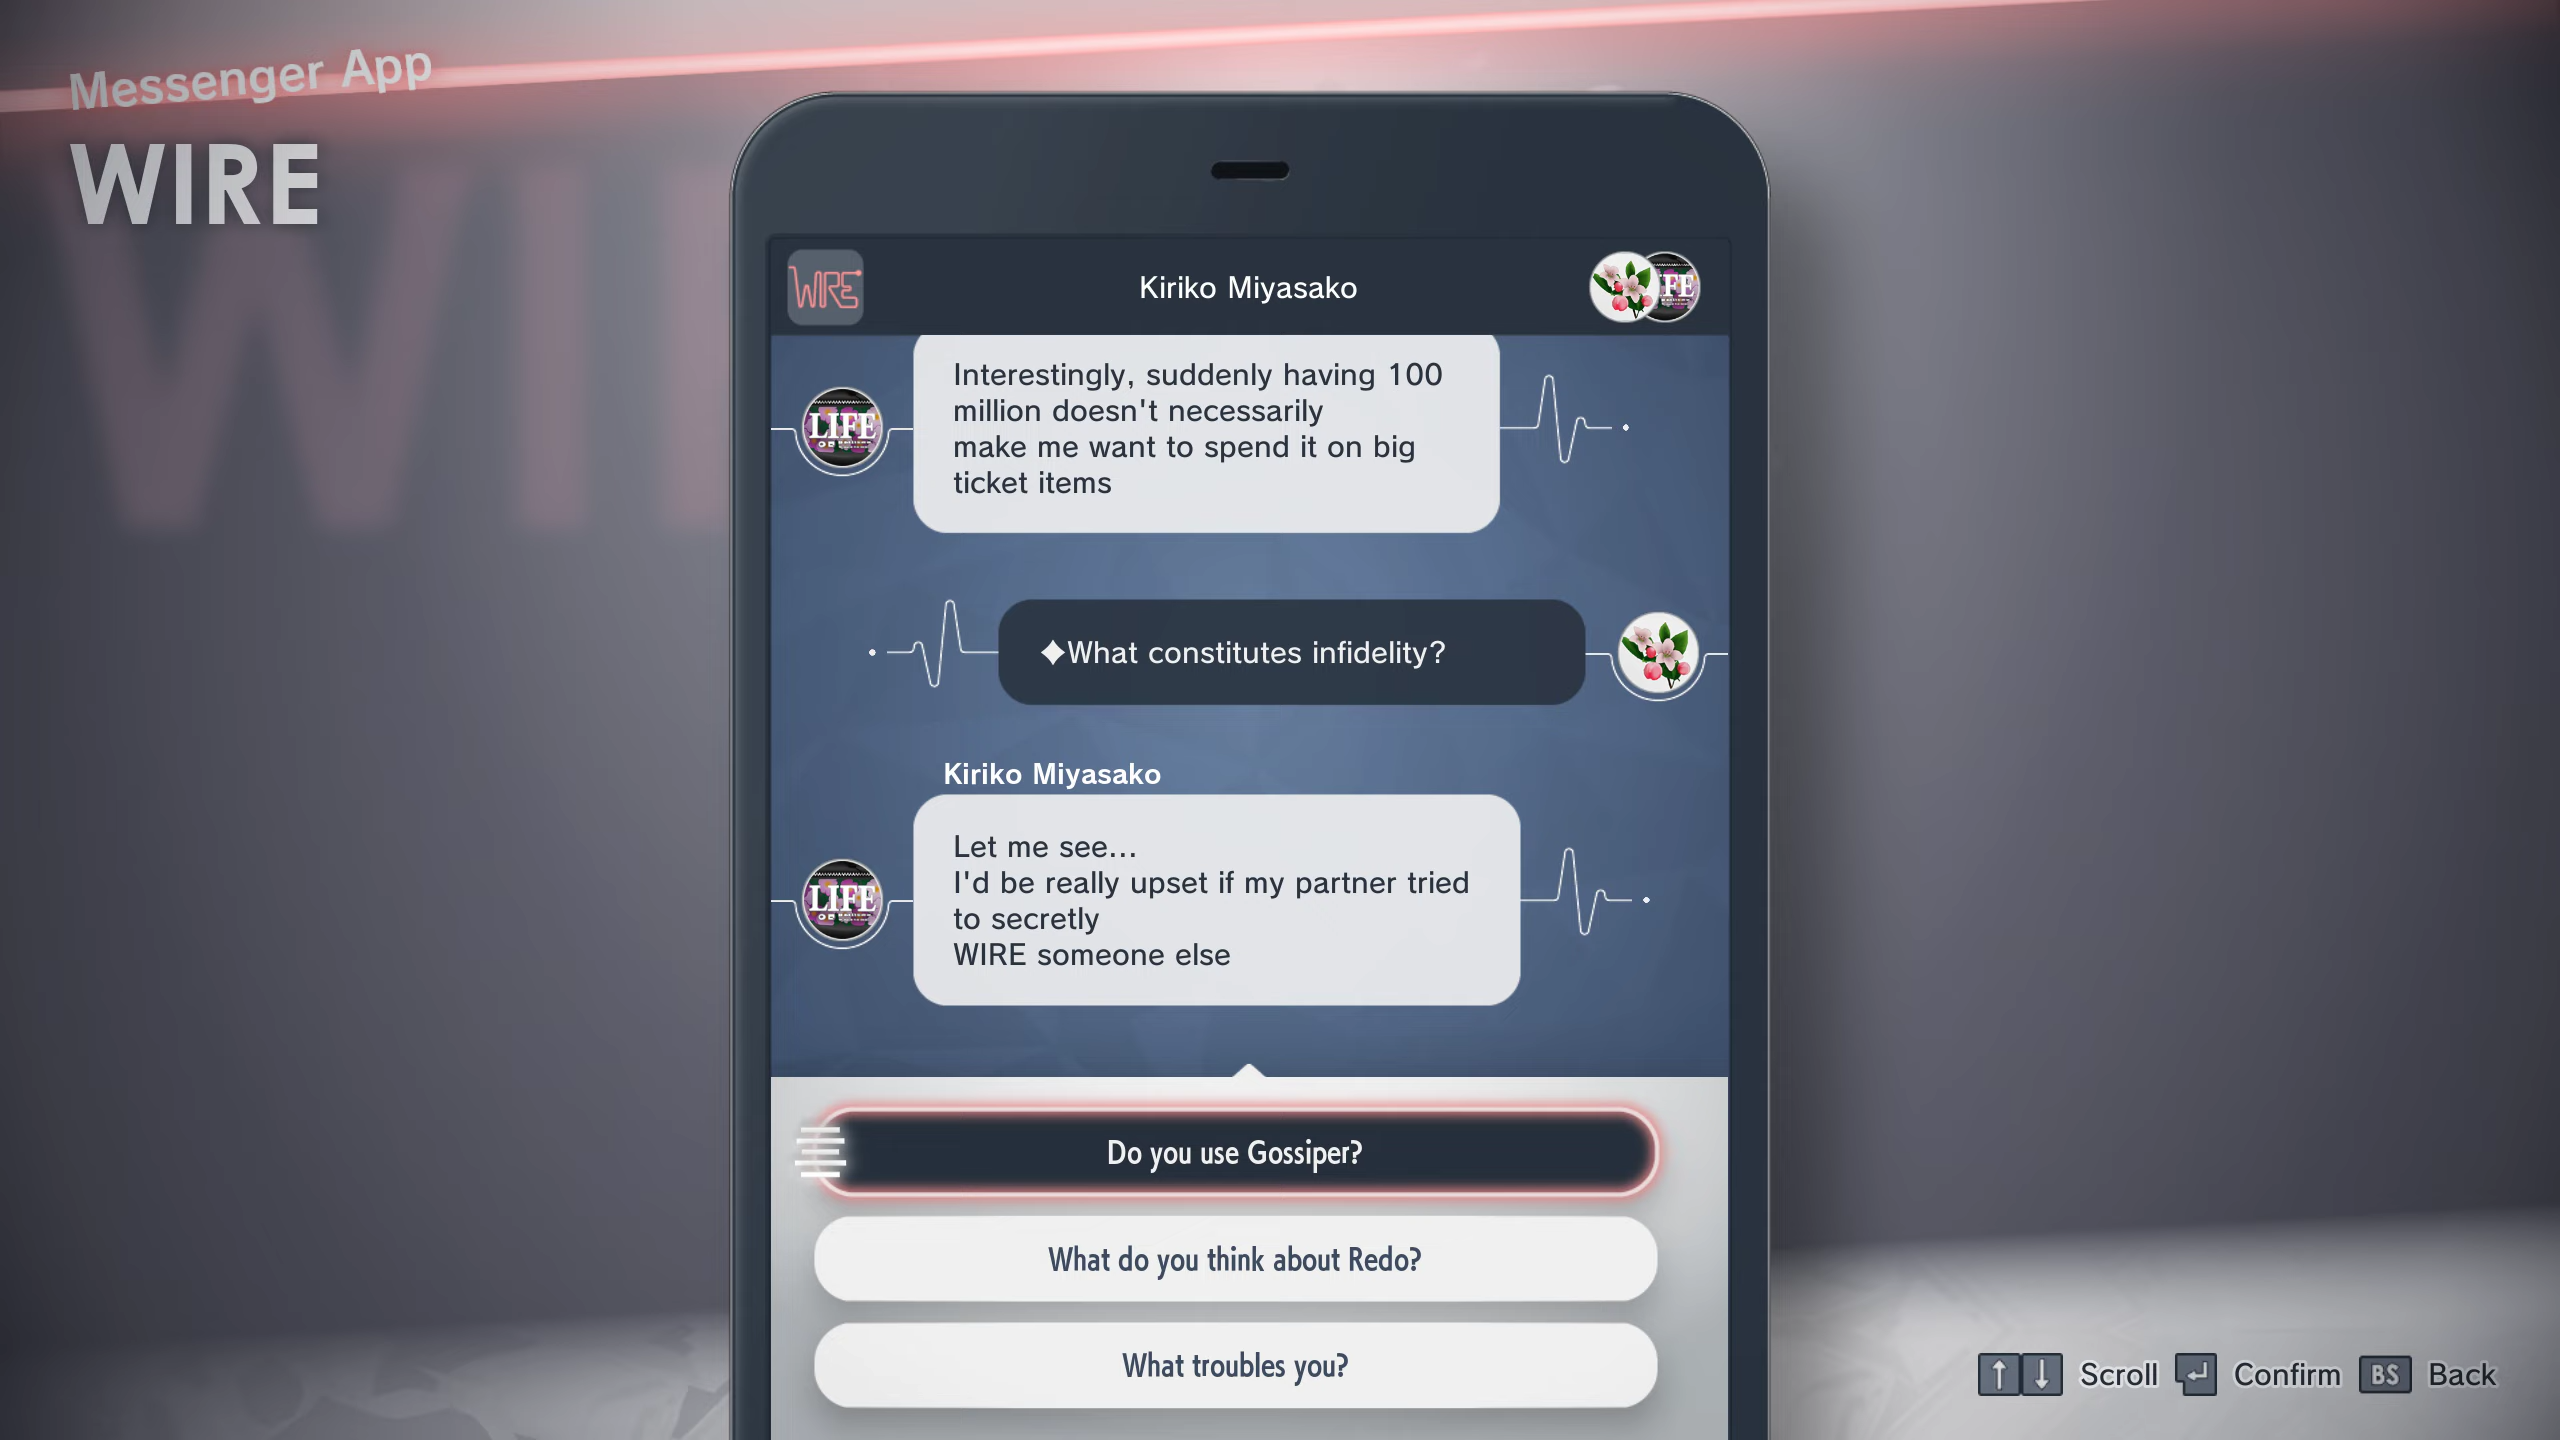 Messenger App
WIRE
WIRE
Kiriko Miyasako
Interestingly, suddenly having 100
million doesn't necessarily
make me want to spend it on big
ticket items
LIFE
✦What constitutes infidelity?
Kiriko Miyasako
Let me see...
I'd be really upset if my partner tried
to secretly
WIRE someone else
LIFE
Do you use Gossiper?
What do you think about Redo?
What troubles you?
↑ ↓ Scroll Confirm BS Back